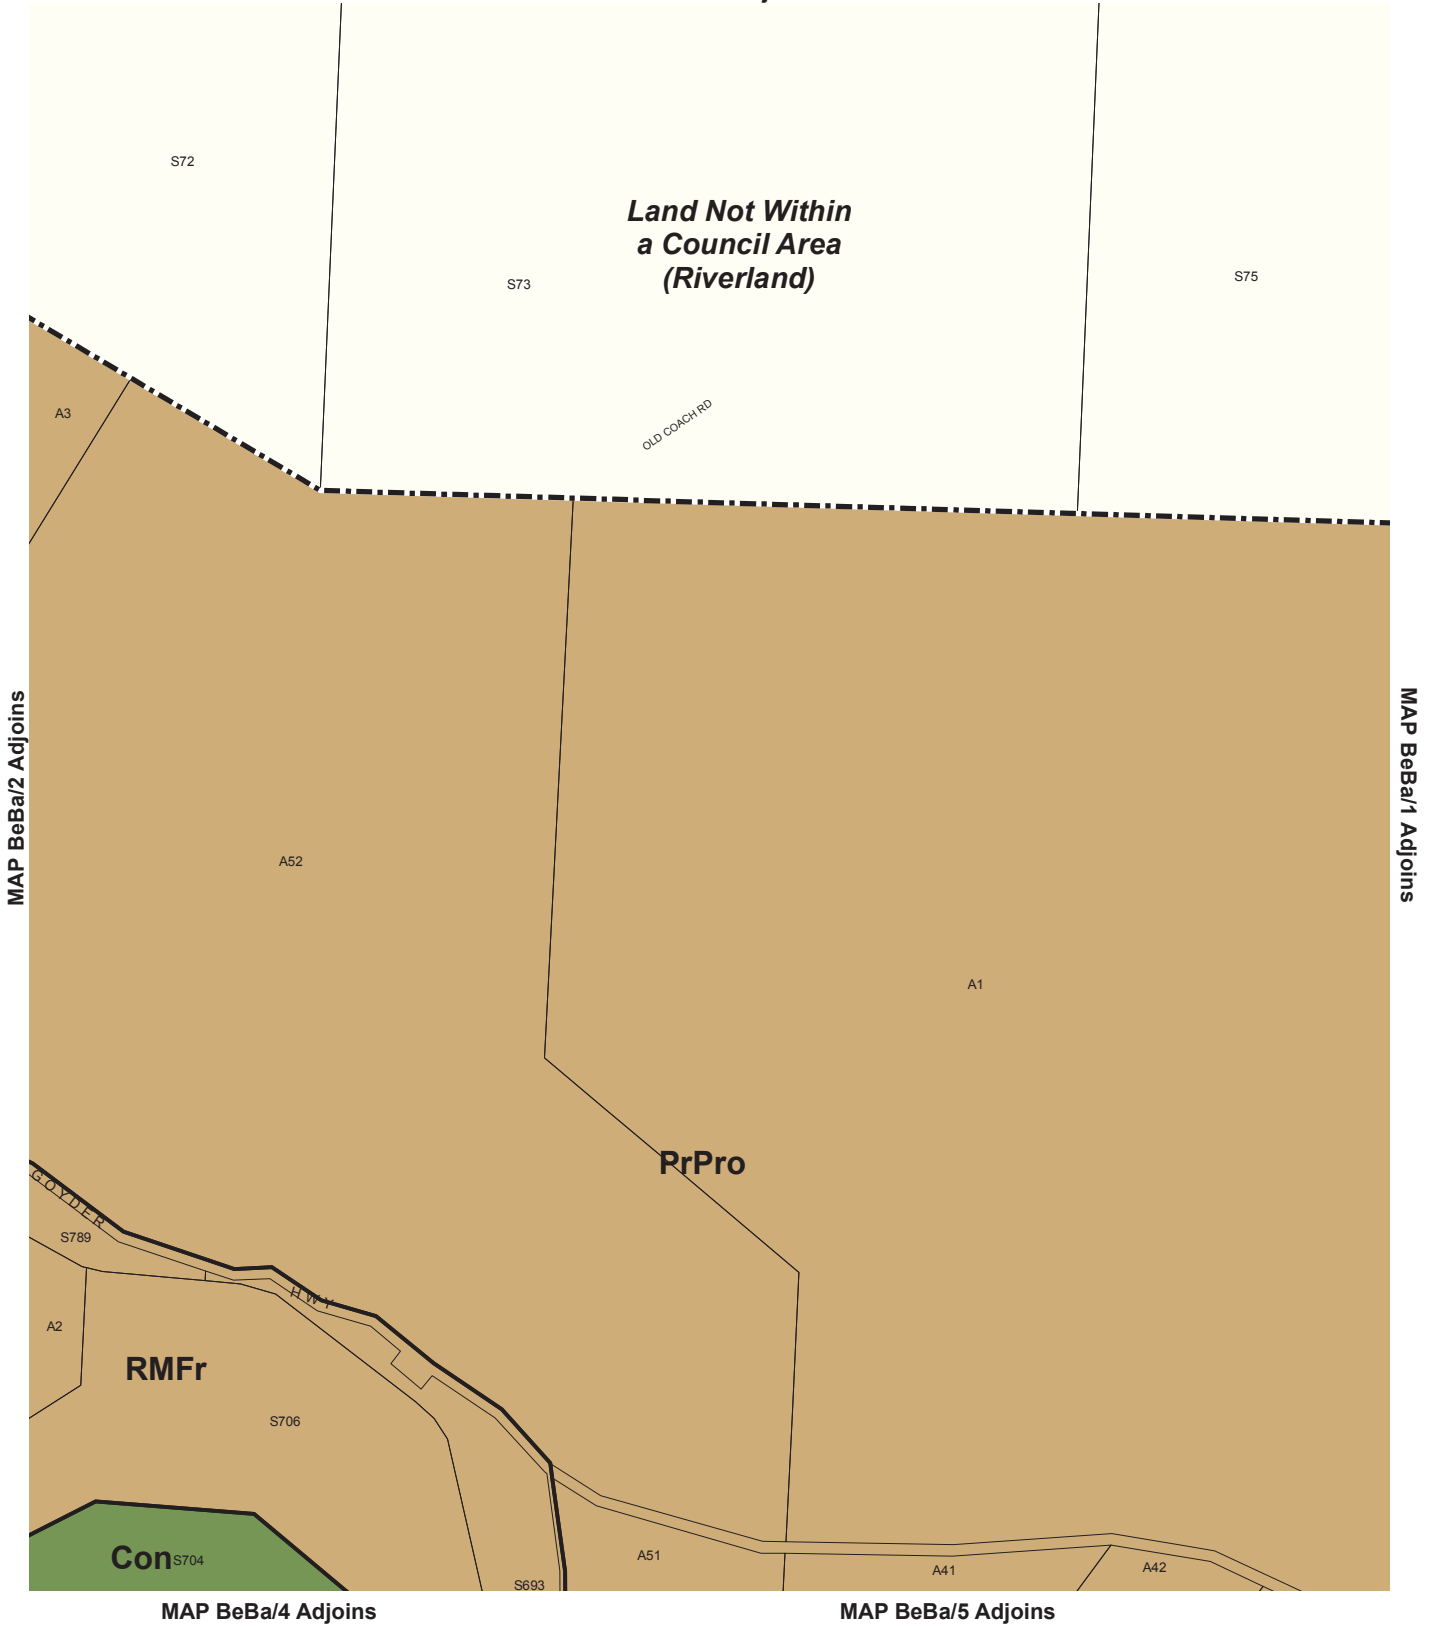 S72
Land Not Within
a Council Area
(Riverland)
S73
S75
OLD COACH RD
A3
MAP BeBa/2 Adjoins
MAP BeBa/1 Adjoins
A52
A1
PrPro
GOYDER
S789
HWY
A2
RMFr
S706
Con
S704
A51
S693
A41
A42
MAP BeBa/4 Adjoins
MAP BeBa/5 Adjoins